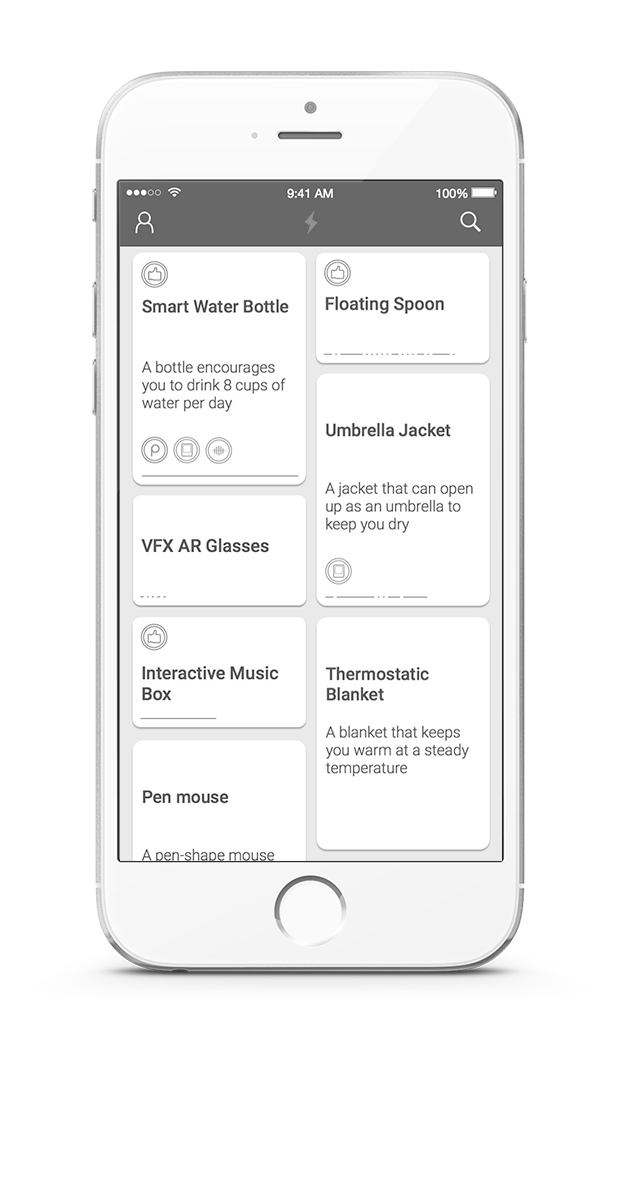 9:41 AM
100%
Smart Water Bottle
A bottle encourages
you to drink 8 cups of
water per day
VFX AR Glasses
Interactive Music
Box
Pen mouse
A pen-shape mouse
Floating Spoon
Umbrella Jacket
A jacket that can open
up as an umbrella to
keep you dry
Thermostatic
Blanket
A blanket that keeps
you warm at a steady
temperature